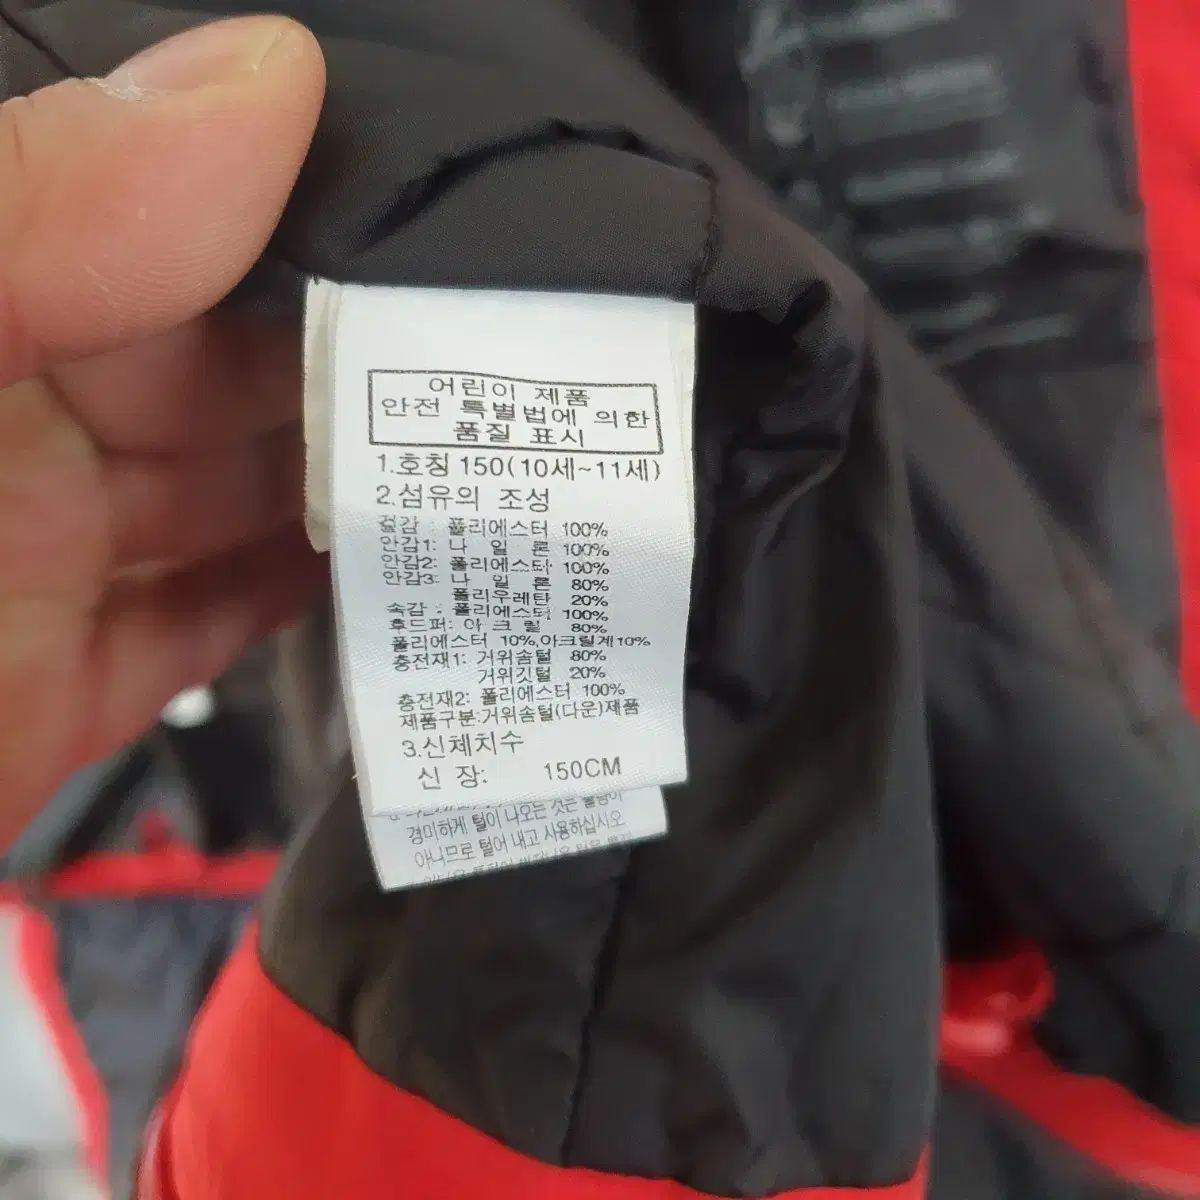 어린이 제품
안전 특별법에 의한
품질 표시
1.호칭 150(10세~11세)
2.섬유의 조성
겉감 : 폴리에스터 100%
안감1: 나 일 론 100%
안감2: 폴리에스터 100%
안감3: 나 일 론 80%
폴리우레탄 20%
속감 : 폴리에스터 100%
후드퍼: 아 크 릴 80%
폴리에스터 10%,아크릴계10%
충전재1: 거위솜털 80%
거위깃털 20%
충전재2: 폴리에스터 100%
제품구분:거위솜털(다운)제품
3.신체치수
신 장: 150CM
털이 나오는 것은 불량이
경미하게 털이 나오는 것은
아니므로 털어 내고 사용하십시오